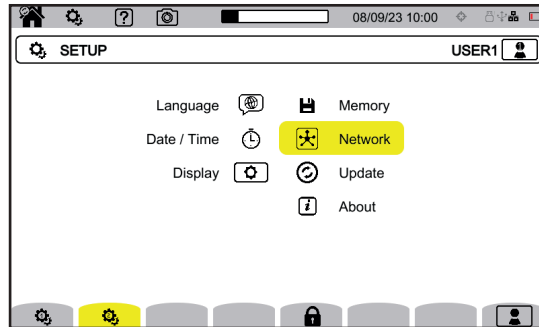 08/09/23 10:00
SETUP USER1
Language Memory
Date / Time Network
Display Update
About